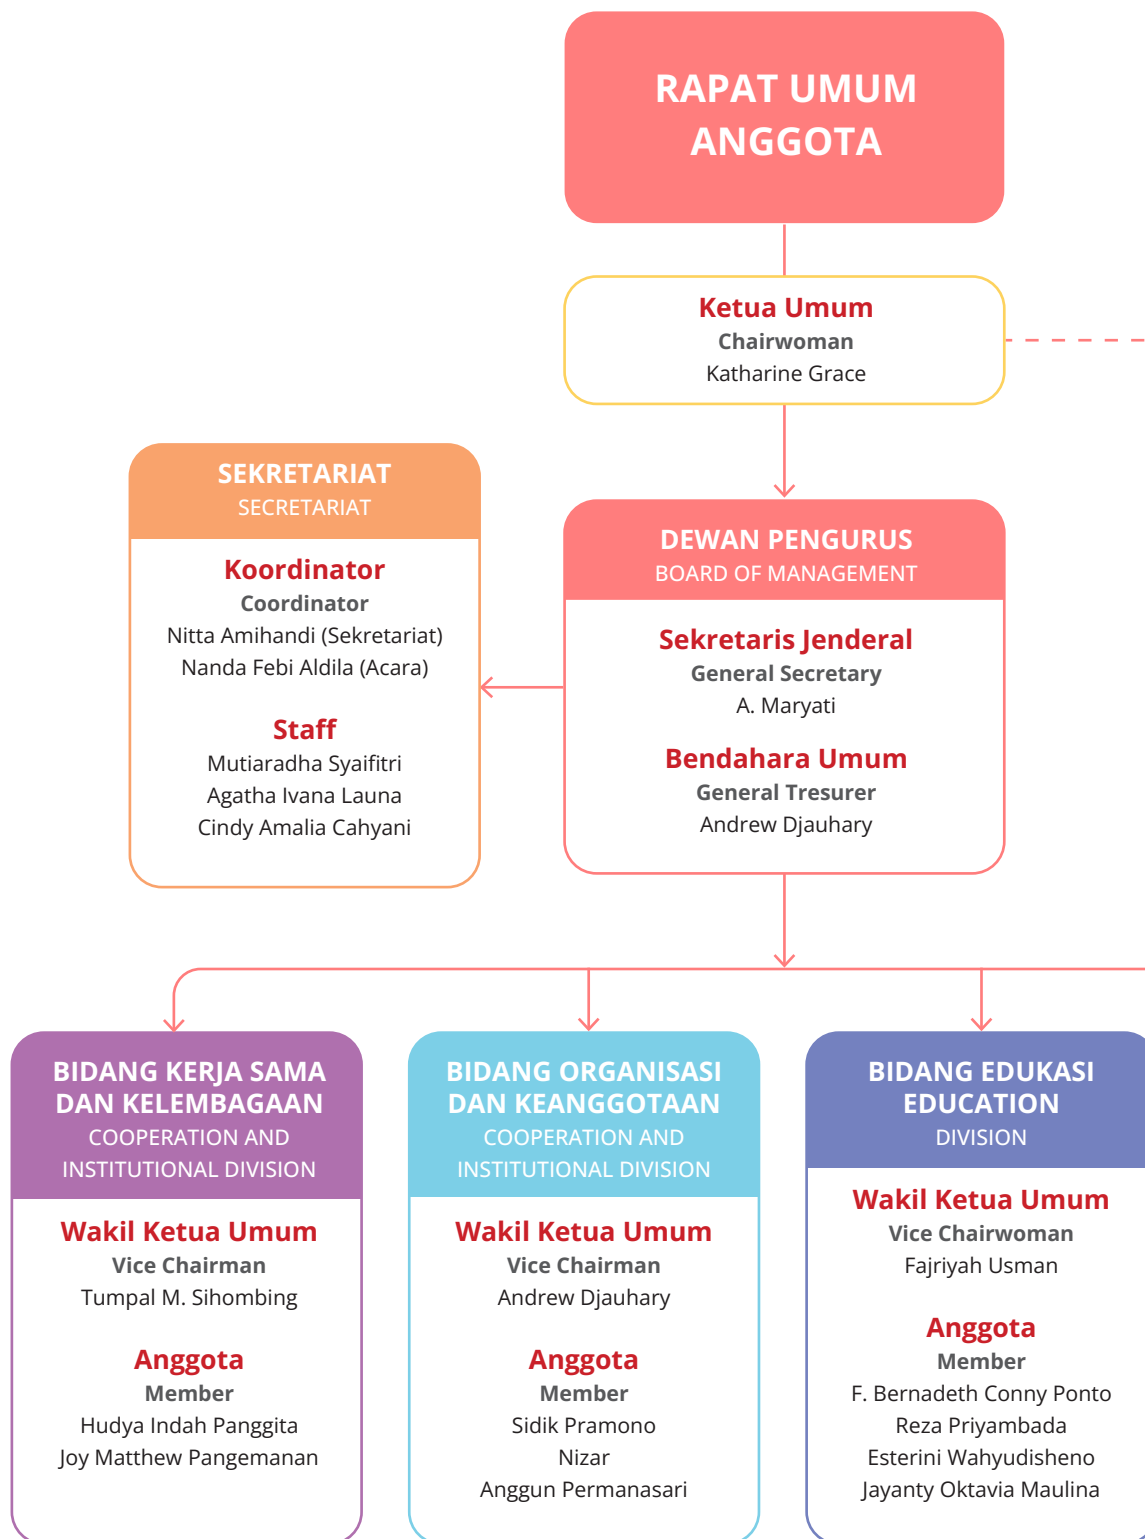 RAPAT UMUM
ANGGOTA
Ketua Umum
Chairwoman
Katharine Grace
SEKRETARIAT
SECRETARIAT
Koordinator
Coordinator
Nitta Amihandi (Sekretariat)
Nanda Febi Aldila (Acara)
Staff
Mutiaradha Syaifitri
Agatha Ivana Launa
Cindy Amalia Cahyani
DEWAN PENGURUS
BOARD OF MANAGEMENT
Sekretaris Jenderal
General Secretary
A. Maryati
Bendahara Umum
General Tresurer
Andrew Djauhary
BIDANG KERJA SAMA
DAN KELEMBAGAAN
COOPERATION AND
INSTITUTIONAL DIVISION
Wakil Ketua Umum
Vice Chairman
Tumpal M. Sihombing
Anggota
Member
Hudya Indah Panggita
Joy Matthew Pangemanan
BIDANG ORGANISASI
DAN KEANGGOTAAN
COOPERATION AND
INSTITUTIONAL DIVISION
Wakil Ketua Umum
Vice Chairman
Andrew Djauhary
Anggota
Member
Sidik Pramono
Nizar
Anggun Permanasari
BIDANG EDUKASI
EDUCATION
DIVISION
Wakil Ketua Umum
Vice Chairwoman
Fajriyah Usman
Anggota
Member
F. Bernadeth Conny Ponto
Reza Priyambada
Esterini Wahyudisheno
Jayanty Oktavia Maulina